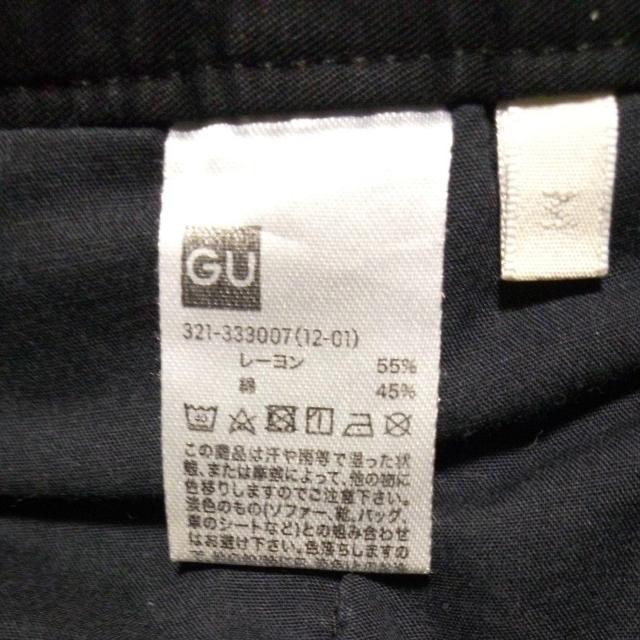 GU
321-333007(12-01)
レーヨン 55%
綿 45%
この商品は汗や雨等で湿った状
態、または摩擦によって、他の物に
色移りしますのでご注意下さい。
淡色のもの(ソファー、靴、バッグ、
車のシートなど)との組み合わせ
はお避け下さい。色落ちしますの